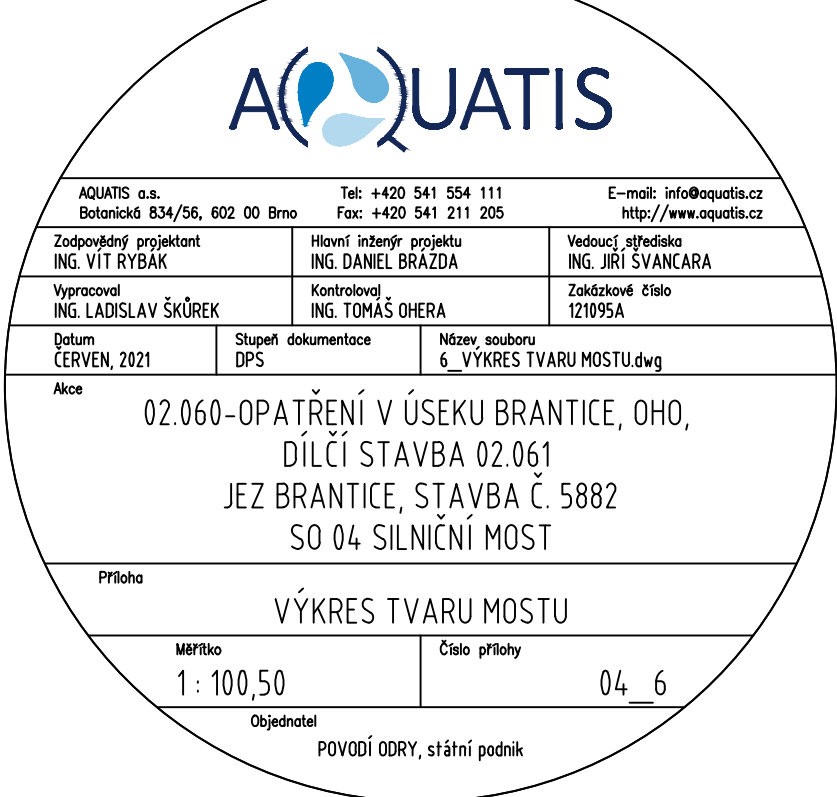 AQUATIS
AQUATIS a.s. Tel: +420 541 554 111 E-mail: info@aquatis.cz
Botanická 834/56, 602 00 Brno Fax: +420 541 211 205 http://www.aquatis.cz
Zodpovědný projektant Hlavní inženýr projektu Vedoucí střediska
ING. VÍT RYBÁK ING. DANIEL BRÁZDA ING. JIŘÍ ŠVANCARA
Vypracoval Kontroloval Zakázkové číslo
ING. LADISLAV ŠKŮREK ING. TOMÁŠ OHERA 121095A
Datum Stupeň dokumentace Název souboru
ČERVEN, 2021 DPS 6_VÝKRES TVARU MOSTU.dwg
Akce
02.060-OPATŘENÍ V ÚSEKU BRANTICE, OHO,
DÍLČÍ STAVBA 02.061
JEZ BRANTICE, STAVBA Č. 5882
SO 04 SILNIČNÍ MOST
Příloha
VÝKRES TVARU MOSTU
Měřítko Číslo přílohy
1 : 100,50 04_6
Objednatel
POVODÍ ODRY, státní podnik